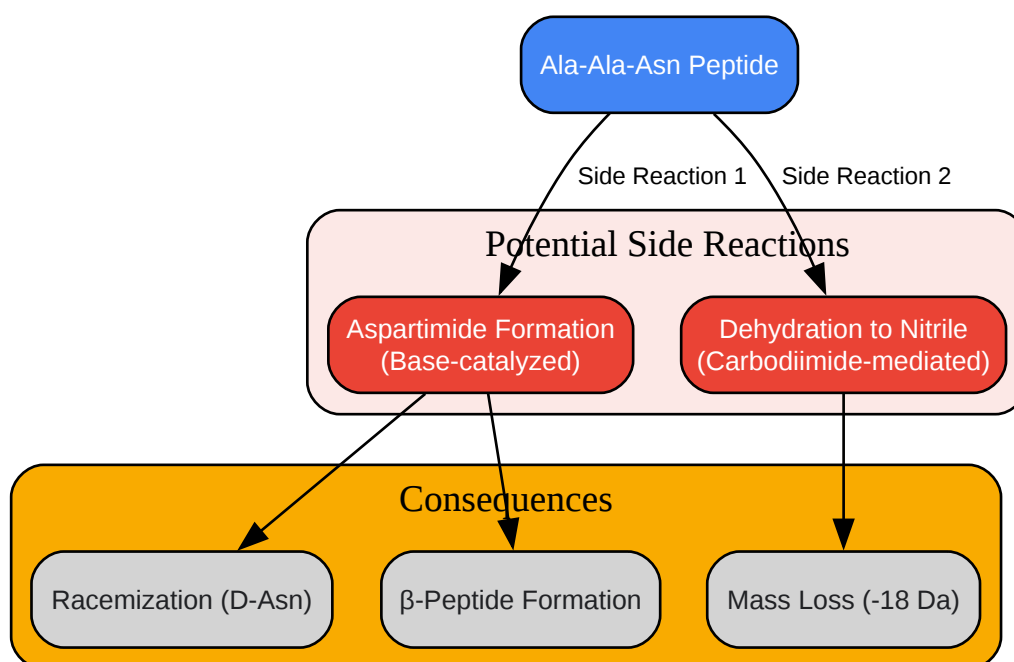 Ala-Ala-Asn Peptide
Side Reaction 1
Side Reaction 2
Potential Side Reactions
Aspartimide Formation
(Base-catalyzed)
Dehydration to Nitrile
(Carbodiimide-mediated)
Consequences
Racemization (D-Asn)
β-Peptide Formation
Mass Loss (-18 Da)